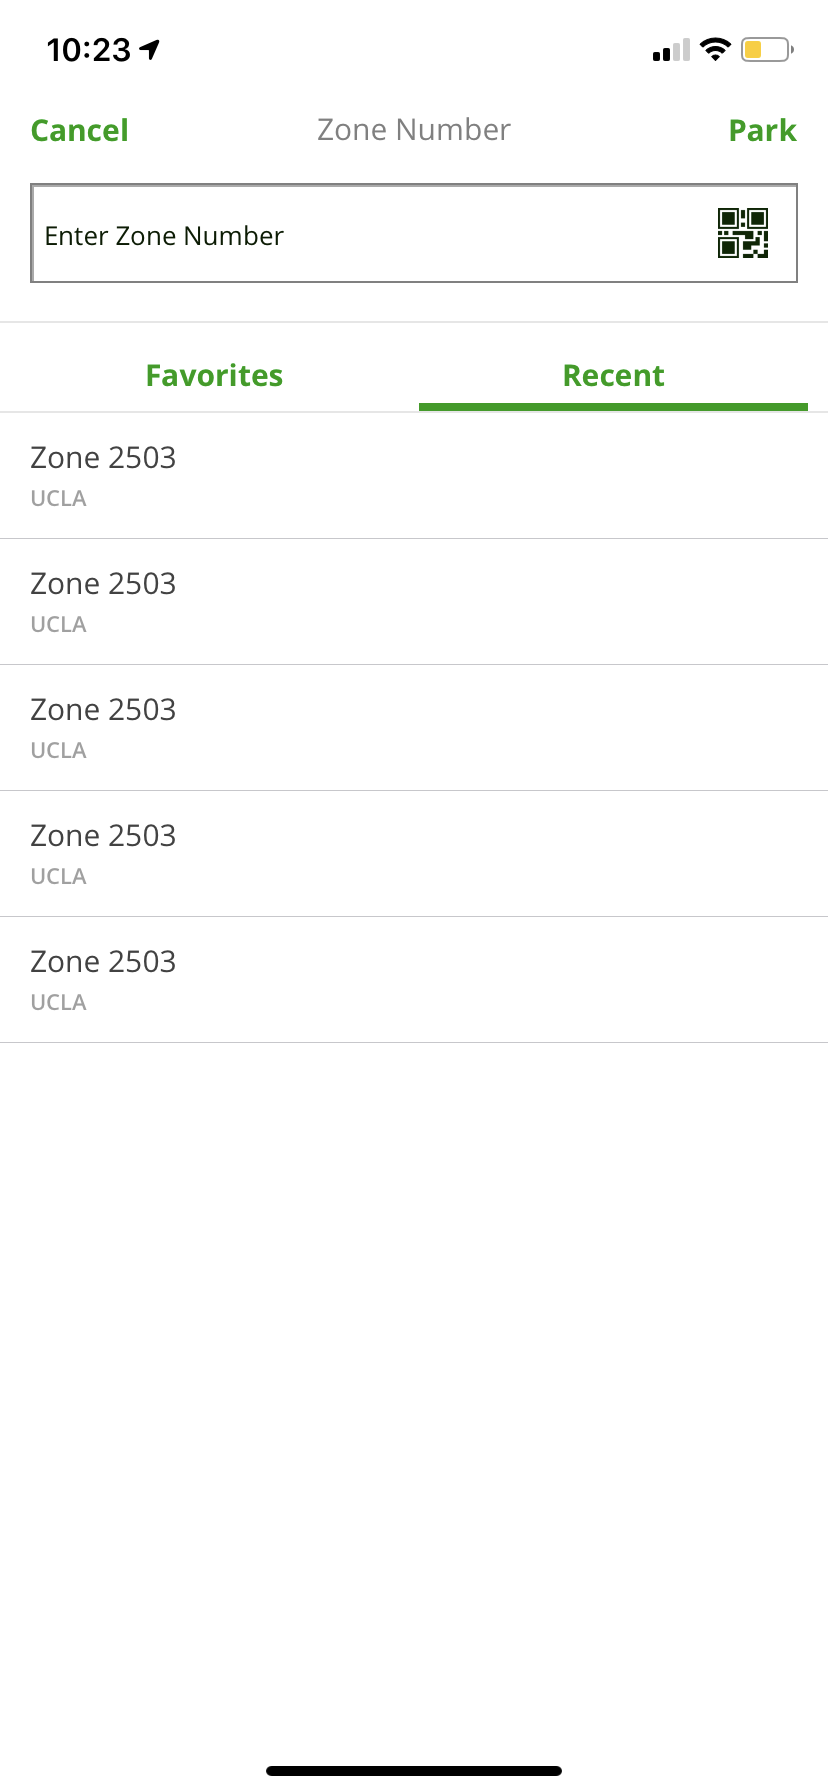 10:23
Cancel Zone Number Park
Enter Zone Number
Favorites Recent
Zone 2503
UCLA
Zone 2503
UCLA
Zone 2503
UCLA
Zone 2503
UCLA
Zone 2503
UCLA